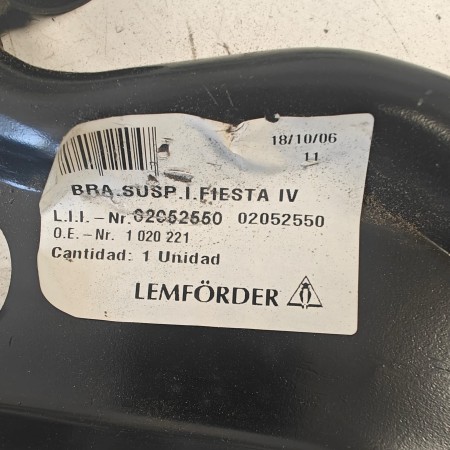 18/10/06
11
BRA.SUSP.I.FIESTA IV
L.I.I.-Nr.02052550 02052550
O.E.-Nr. 1 020 221
Cantidad: 1 Unidad
LEMFÖRDER